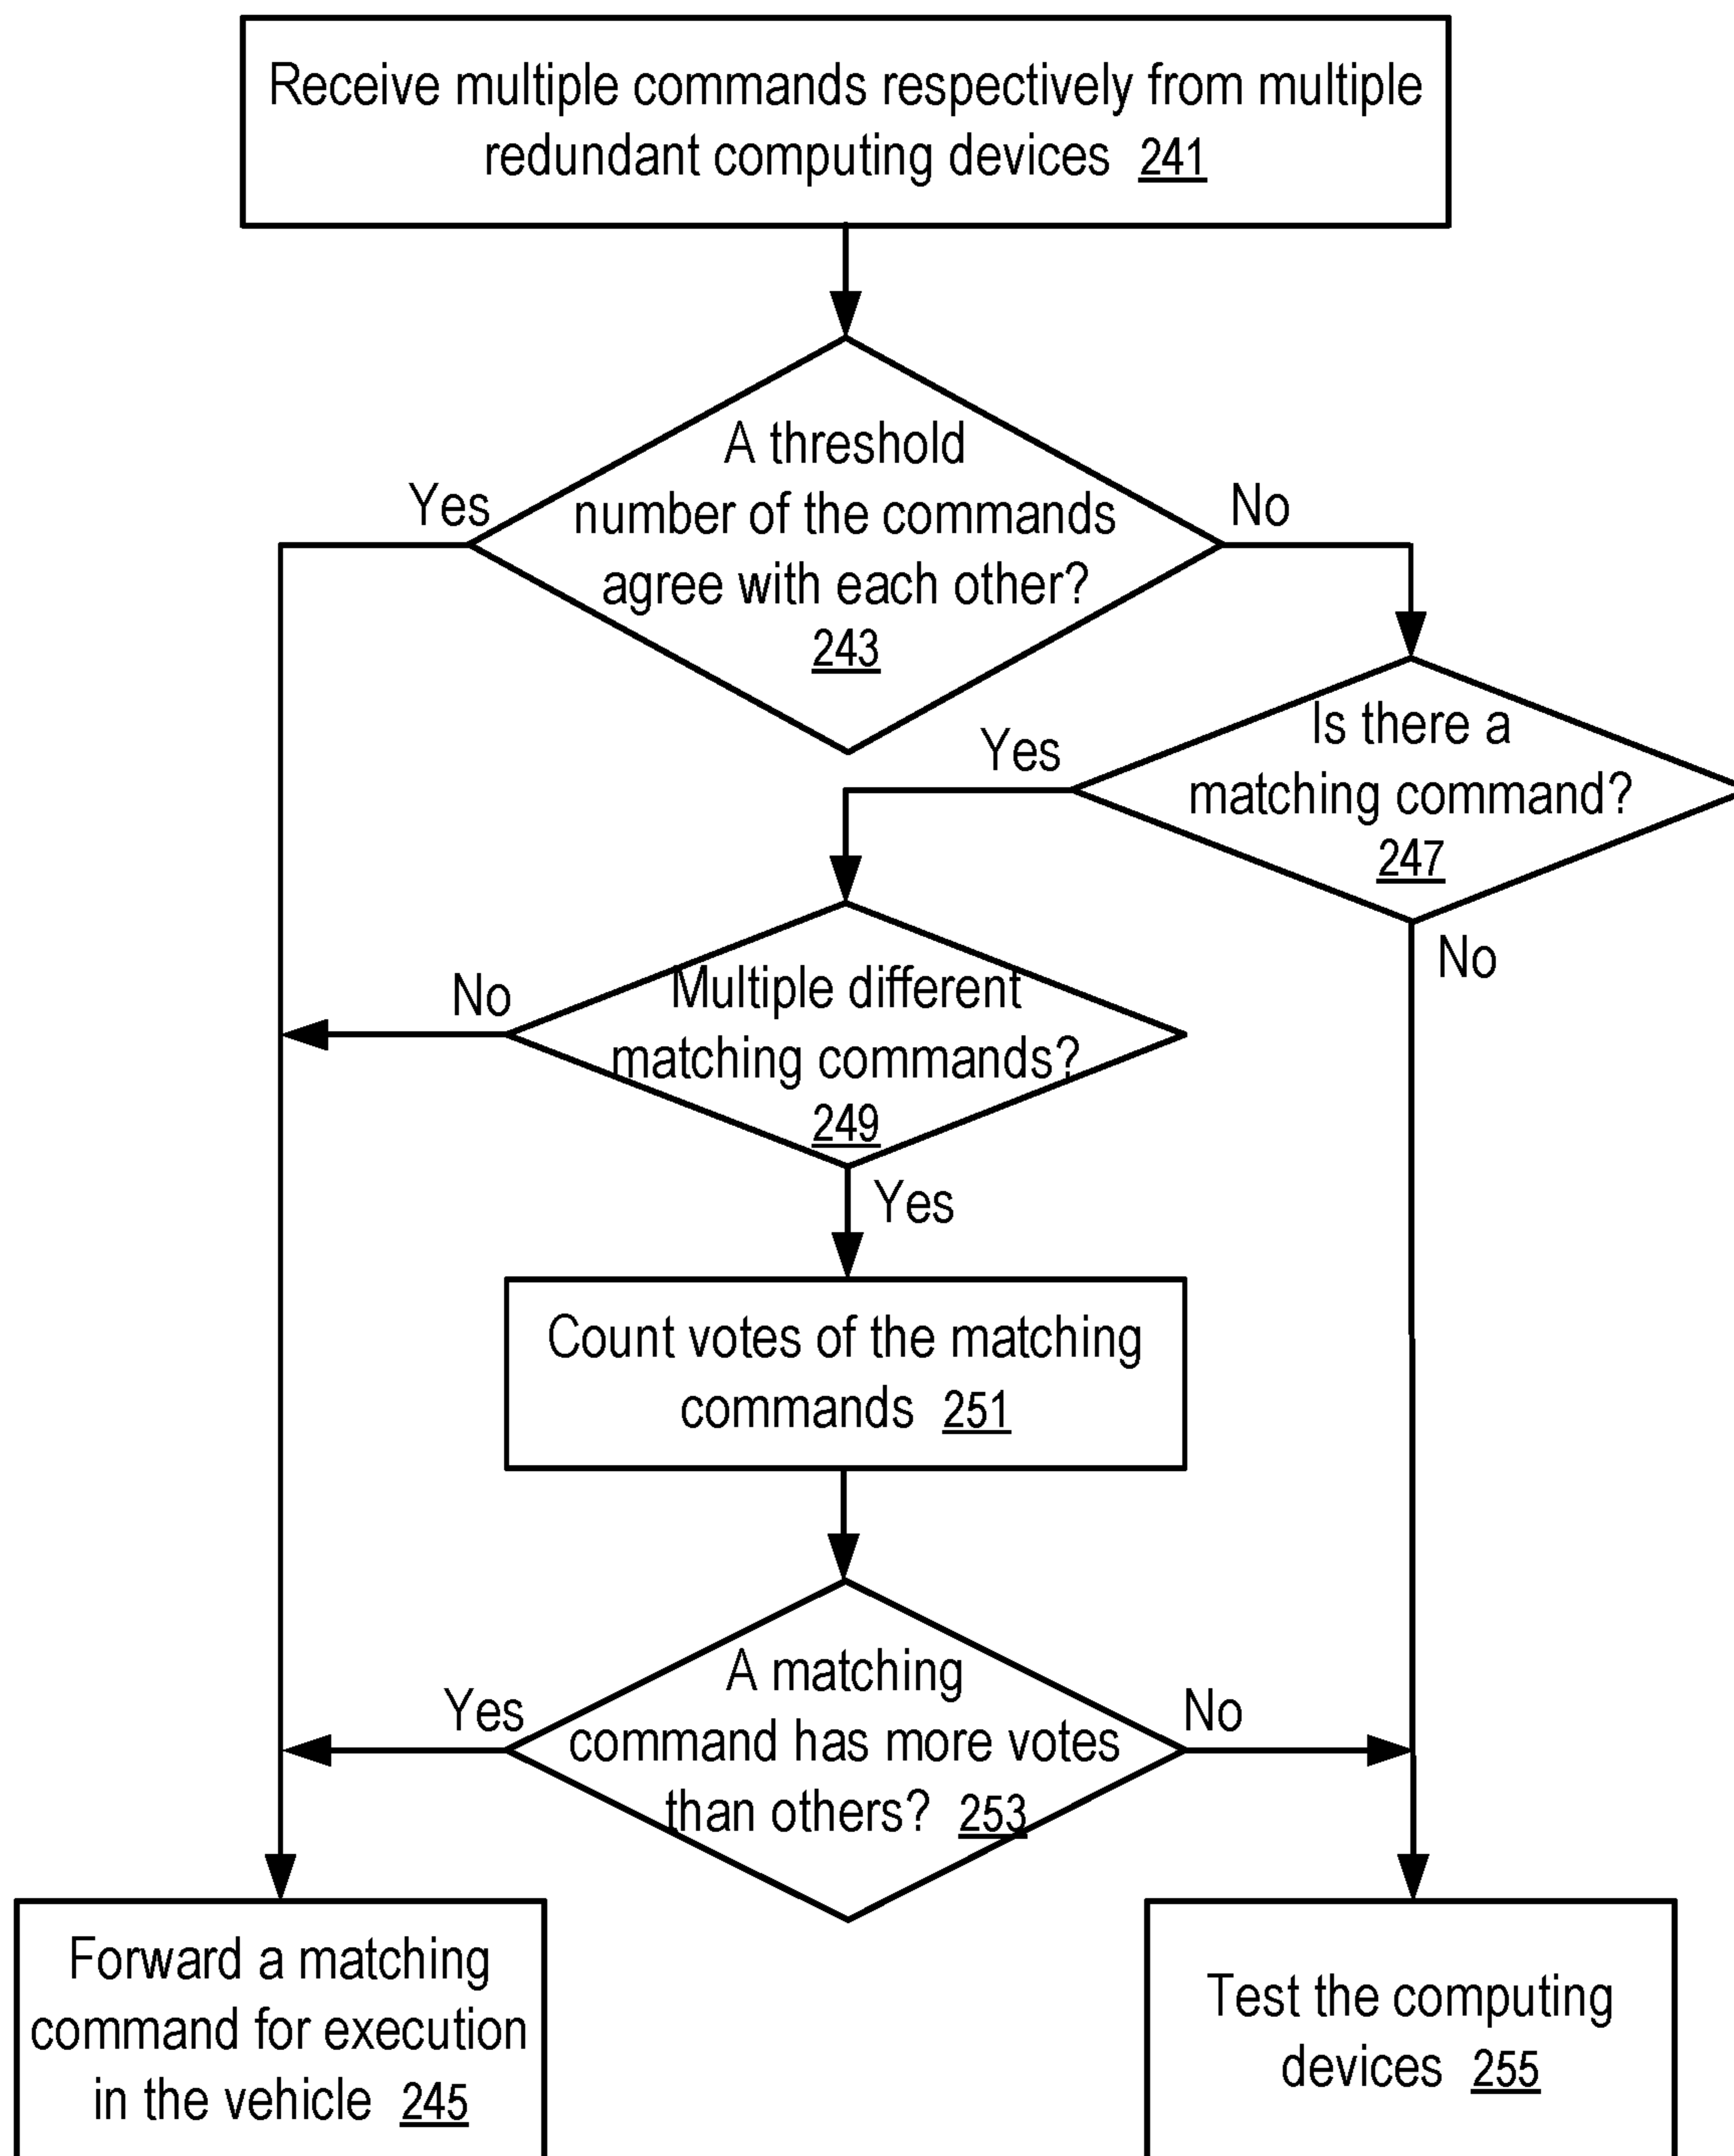 Receive multiple commands respectively from multiple
redundant computing devices 241
A threshold
number of the commands
agree with each other?
243
Yes
No
Is there a
matching command?
247
Yes
No
Multiple different
matching commands?
249
No
Yes
Count votes of the matching
commands 251
A matching
command has more votes
than others? 253
Yes
No
Forward a matching
command for execution
in the vehicle 245
Test the computing
devices 255